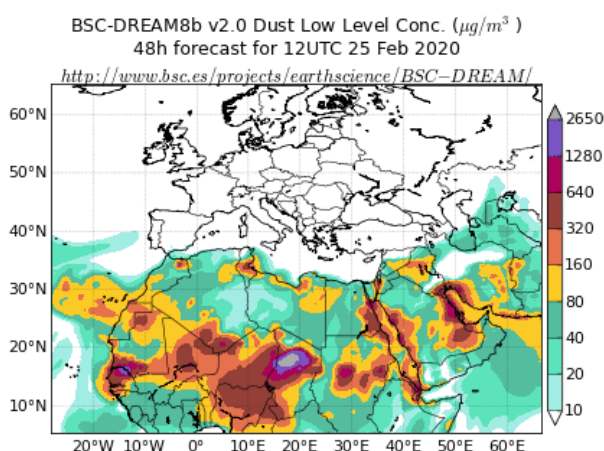 BSC-DREAM8b v2.0 Dust Low Level Conc. (μg/m³ )
48h forecast for 12UTC 25 Feb 2020
http://www.bsc.es/projects/earthscience/BSC−DREAM/
60°N
50°N
40°N
30°N
20°N
10°N
20°W 10°W 0° 10°E 20°E 30°E 40°E 50°E 60°E
2650
1280
640
320
160
80
40
20
10